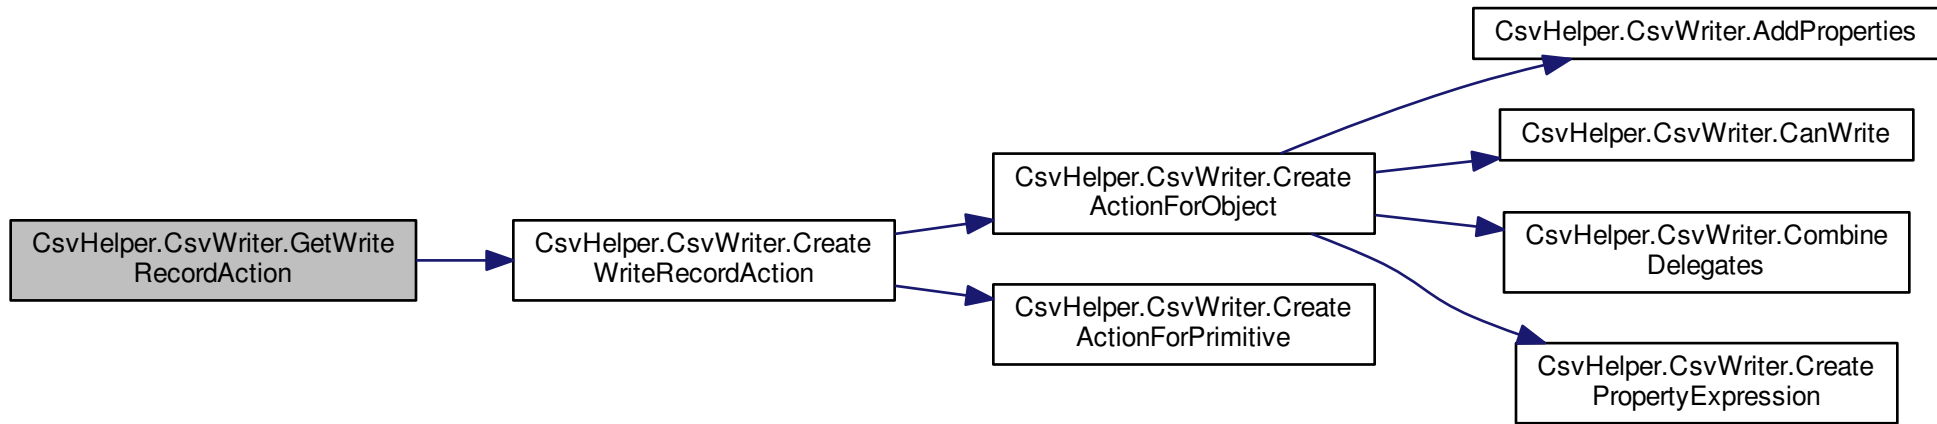 CsvHelper.CsvWriter.GetWrite
RecordAction
CsvHelper.CsvWriter.Create
WriteRecordAction
CsvHelper.CsvWriter.Create
ActionForObject
CsvHelper.CsvWriter.Create
ActionForPrimitive
CsvHelper.CsvWriter.AddProperties
CsvHelper.CsvWriter.CanWrite
CsvHelper.CsvWriter.Combine
Delegates
CsvHelper.CsvWriter.Create
PropertyExpression